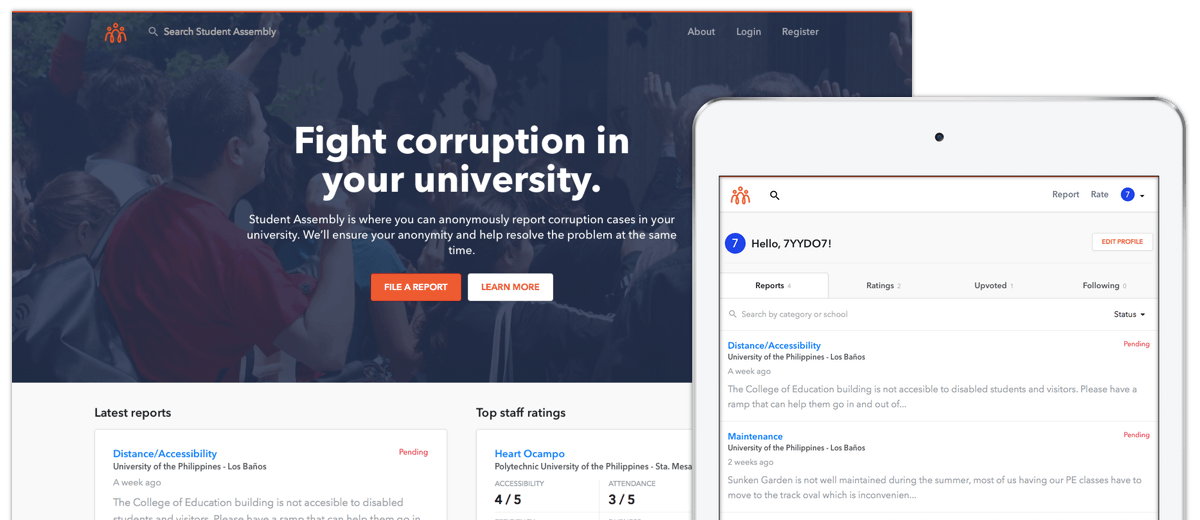 Search Student Assembly
About
Login
Register
Fight corruption in
your university.
Student Assembly is where you can anonymously report corruption cases in your
university. We'll ensure your anonymity and help resolve the problem at the same
time.
FILE A REPORT
LEARN MORE
Latest reports
Distance/Accessibility
Pending
University of the Philippines - Los Baños
A week ago
The College of Education building is not accesible to disabled
students and visitors. Please have a ramp that can help them go in
Top staff ratings
Heart Ocampo
Polytechnic University of the Philippines - Sta. Mesa
ACCESSIBILITY
4 / 5
ATTENDANCE
3 / 5
Report
Rate
7
7
Hello, 7YYDO7!
EDIT PROFILE
Reports 4
Ratings 2
Upvoted 1
Following 0
Search by category or school
Status
Distance/Accessibility
Pending
University of the Philippines - Los Baños
A week ago
The College of Education building is not accesible to disabled students and visitors. Please have a
ramp that can help them go in and out of...
Maintenance
Pending
University of the Philippines - Los Baños
2 weeks ago
Sunken Garden is not well maintained during the summer, most of us having our PE classes have to
move to the track oval which is inconvenien...